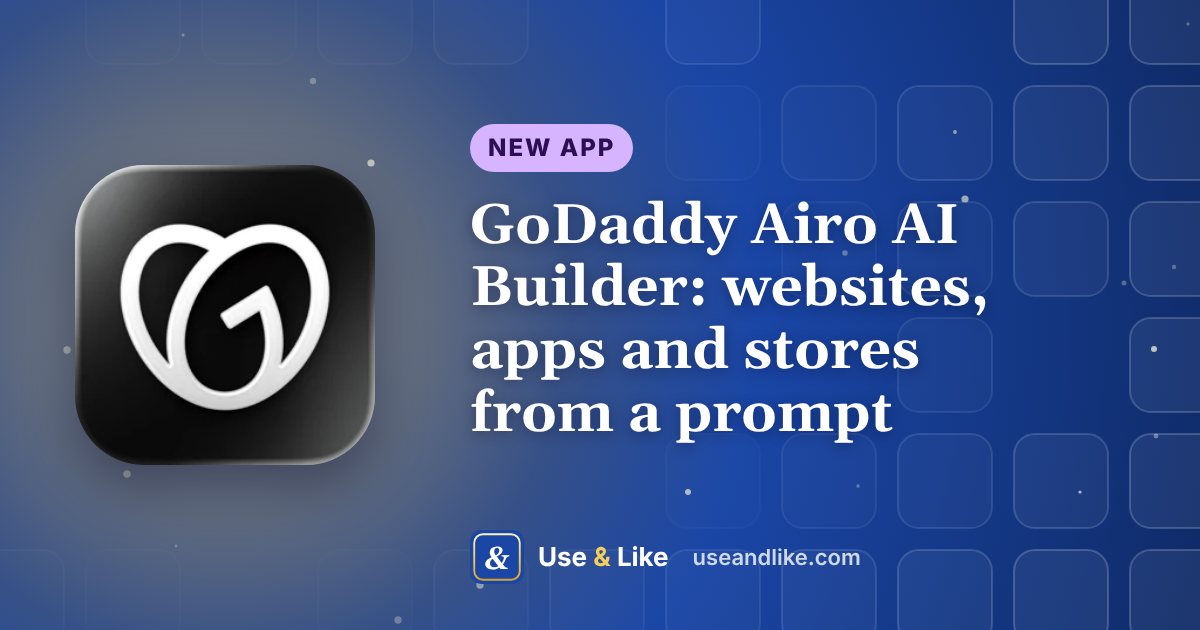 NEW APP
GoDaddy Airo AI
Builder: websites,
apps and stores
from a prompt
& Use & Like useandlike.com